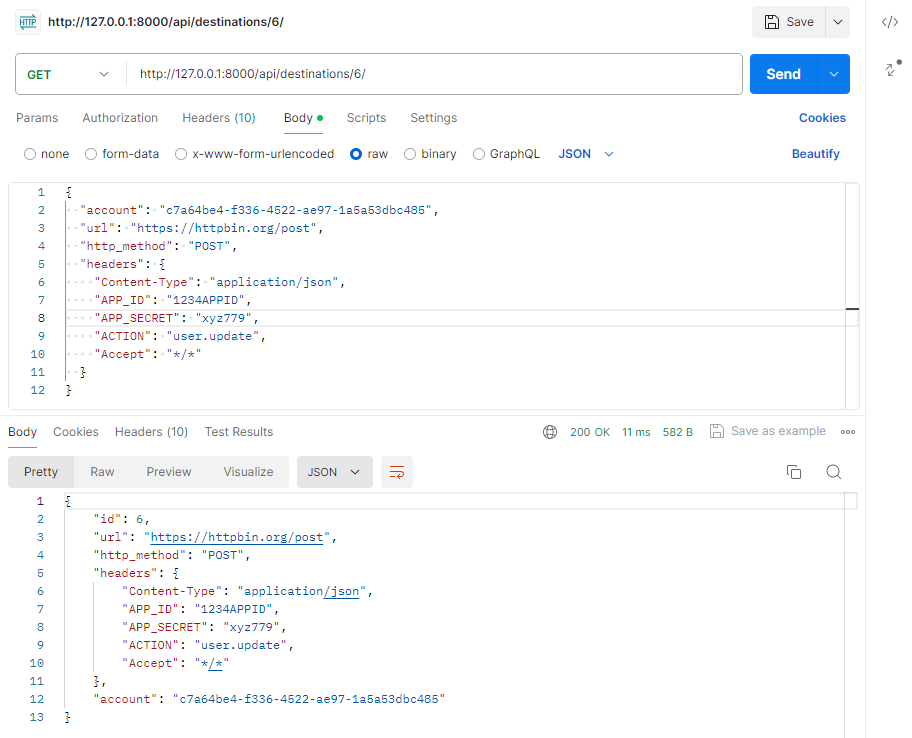 HTTP http://127.0.0.1:8000/api/destinations/6/ Save </>
GET http://127.0.0.1:8000/api/destinations/6/ Send
Params Authorization Headers (10) Body Scripts Settings Cookies
none form-data x-www-form-urlencoded raw binary GraphQL JSON Beautify
1 {
2 "account": "c7a64be4-f336-4522-ae97-1a5a53dbc485",
3 "url": "https://httpbin.org/post",
4 "http_method": "POST",
5 "headers": {
6 "Content-Type": "application/json",
7 "APP_ID": "1234APPID",
8 "APP_SECRET": "xyz779",
9 "ACTION": "user.update",
10 "Accept": "*/*"
11 }
12 }
Body Cookies Headers (10) Test Results 200 OK 11 ms 582 B Save as example
Pretty Raw Preview Visualize JSON
1 {
2 "id": 6,
3 "url": "https://httpbin.org/post",
4 "http_method": "POST",
5 "headers": {
6 "Content-Type": "application/json",
7 "APP_ID": "1234APPID",
8 "APP_SECRET": "xyz779",
9 "ACTION": "user.update",
10 "Accept": "*/*"
11 },
12 "account": "c7a64be4-f336-4522-ae97-1a5a53dbc485"
13 }